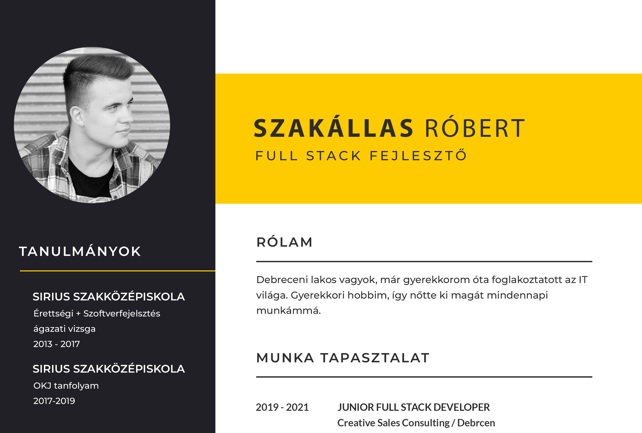 SZAKÁLLAS RÓBERT
FULL STACK FEJLESZTŐ
TANULMÁNYOK
SIRIUS SZAKKÖZÉPISKOLA
Érettségi + Szoftverfejelsztés
ágazati vizsga
2013 - 2017
SIRIUS SZAKKÖZÉPISKOLA
OKJ tanfolyam
2017-2019
RÓLAM
Debreceni lakos vagyok, már gyerekkorom óta foglakoztatott az IT
világa. Gyerekkori hobbim, így nőtte ki magát mindennapi
munkámmá.
MUNKA TAPASZTALAT
2019 - 2021 JUNIOR FULL STACK DEVELOPER
Creative Sales Consulting / Debrcen